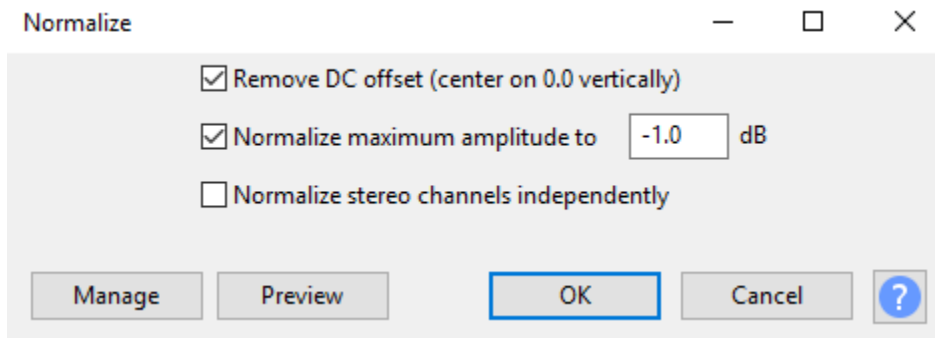 Normalize
Remove DC offset (center on 0.0 vertically)
Normalize maximum amplitude to -1.0 dB
Normalize stereo channels independently
Manage Preview OK Cancel ?